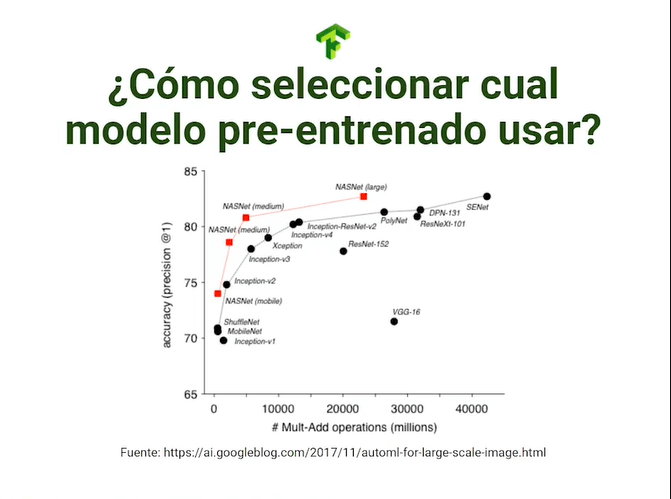 ¿Cómo seleccionar cual
modelo pre-entrenado usar?
85
80
75
70
65
accuracy (precision @1)
NASNet (large)
NASNet (medium)
NASNet (medium)
SENet
DPN-131
PolyNet
ResNeXt-101
Inception-ResNet-v2
Inception-v4
Xception
ResNet-152
Inception-v3
Inception-v2
NASNet (mobile)
VGG-16
ShuffleNet
MobileNet
Inception-v1
0
10000
20000
30000
40000
# Mult-Add operations (millions)
Fuente: https://ai.googleblog.com/2017/11/automl-for-large-scale-image.html